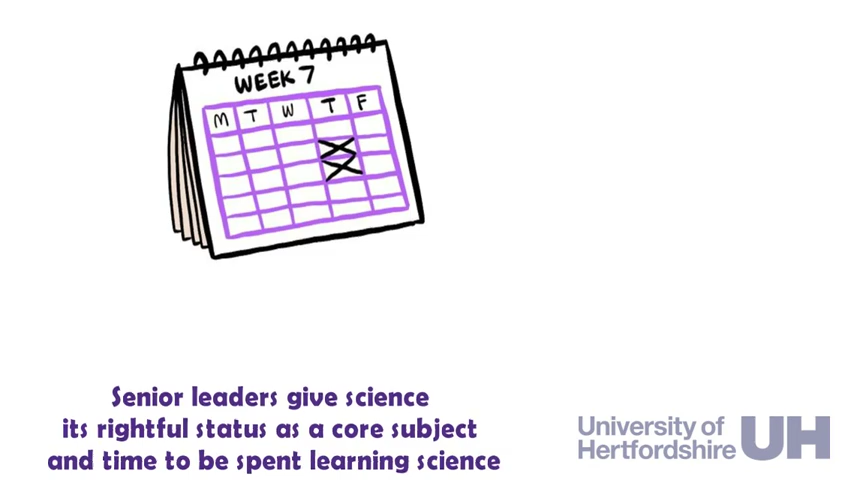 WEEK 7
M T W T F
Senior leaders give science
its rightful status as a core subject
and time to be spent learning science
University of
Hertfordshire UH